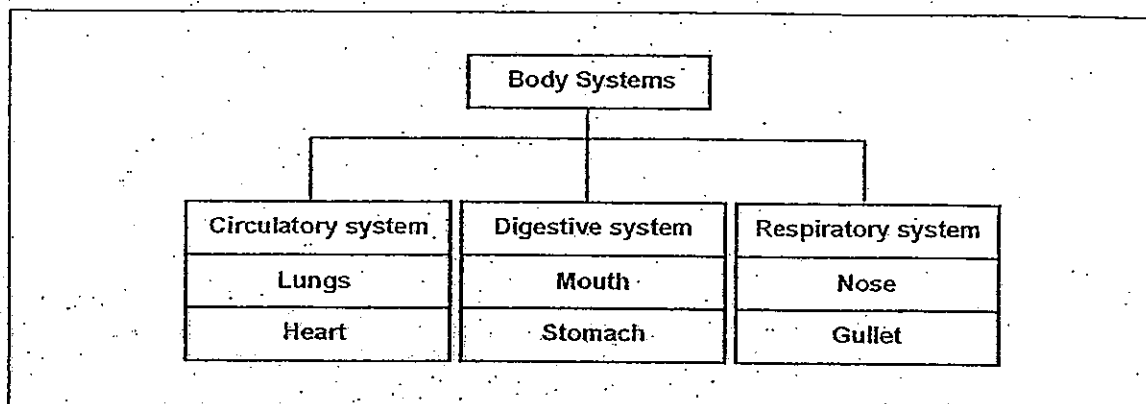 Body Systems
Circulatory system
Lungs
Heart
Digestive system
Mouth
Stomach
Respiratory system
Nose
Gullet